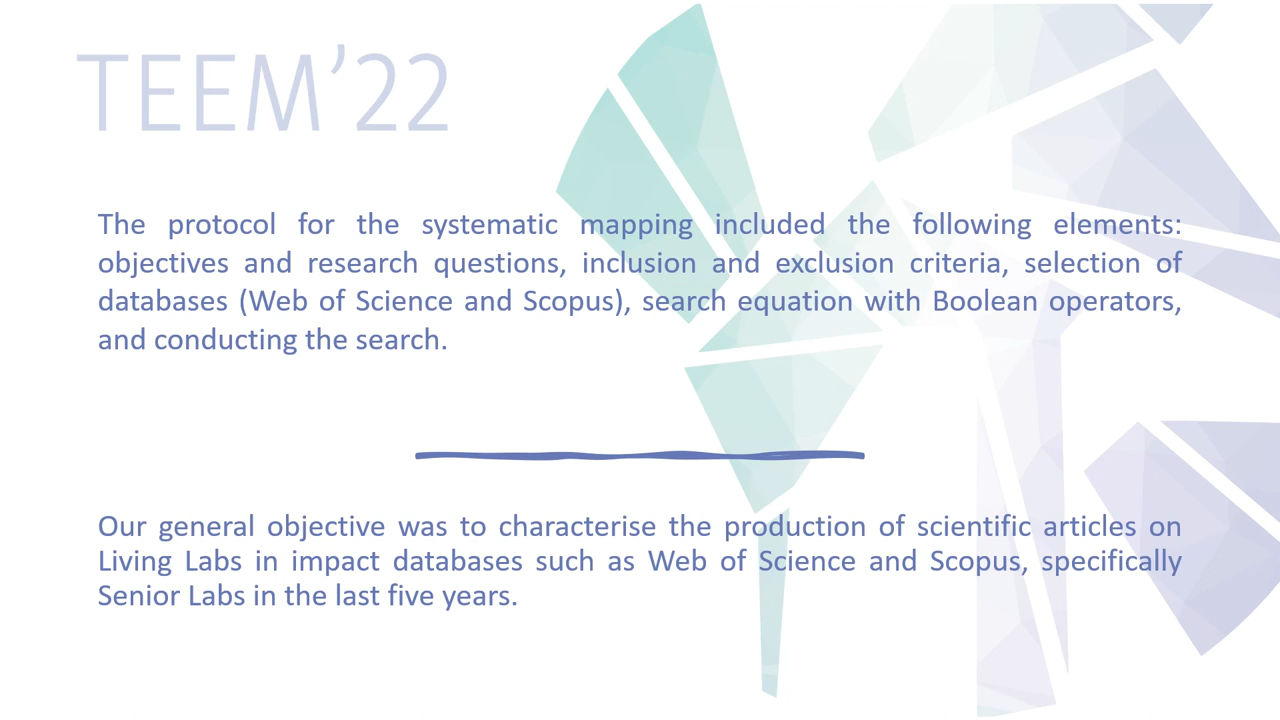 TEEM’22
The protocol for the systematic mapping included the following elements:
objectives and research questions, inclusion and exclusion criteria, selection of
databases (Web of Science and Scopus), search equation with Boolean operators,
and conducting the search.
Our general objective was to characterise the production of scientific articles on
Living Labs in impact databases such as Web of Science and Scopus, specifically
Senior Labs in the last five years.